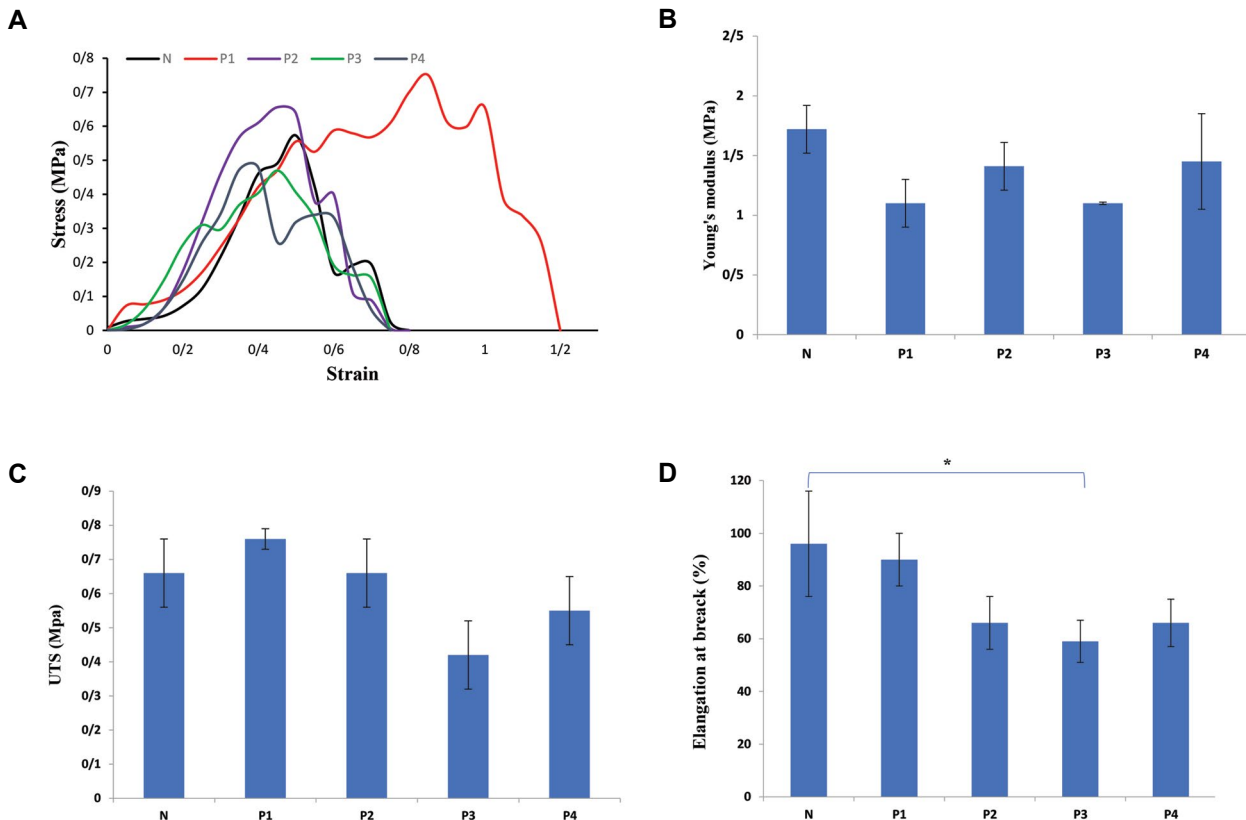 A
0/8
0/7
0/6
0/5
0/4
0/3
0/2
0/1
0
Stress (MPa)
N P1 P2 P3 P4
0 0/2 0/4 0/6 0/8 1 1/2
Strain
B
2/5
2
1/5
1
0/5
0
Young's modulus (MPa)
N P1 P2 P3 P4
C
0/9
0/8
0/7
0/6
0/5
0/4
0/3
0/2
0/1
0
UTS (Mpa)
N P1 P2 P3 P4
D
*
120
100
80
60
40
20
0
Elangation at breack (%)
N P1 P2 P3 P4